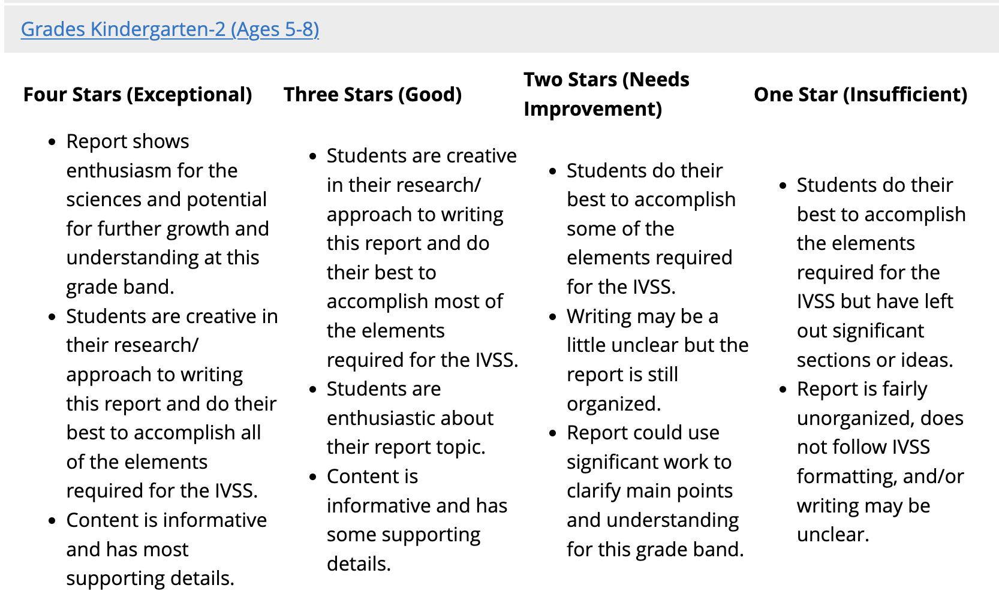 Grades Kindergarten-2 (Ages 5-8)
Four Stars (Exceptional)
• Report shows
enthusiasm for the
sciences and potential
for further growth and
understanding at this
grade band.
• Students are creative in
their research/
approach to writing
this report and do their
best to accomplish all
of the elements
required for the IVSS.
• Content is informative
and has most
supporting details.
Three Stars (Good)
• Students are creative
in their research/
approach to writing
this report and do
their best to
accomplish most of
the elements
required for the IVSS.
• Students are
enthusiastic about
their report topic.
• Content is
informative and has
some supporting
details.
Two Stars (Needs
Improvement)
• Students do their
best to accomplish
some of the
elements required
for the IVSS.
• Writing may be a
little unclear but the
report is still
organized.
• Report could use
significant work to
clarify main points
and understanding
for this grade band.
One Star (Insufficient)
• Students do their
best to accomplish
the elements
required for the
IVSS but have left
out significant
sections or ideas.
• Report is fairly
unorganized, does
not follow IVSS
formatting, and/or
writing may be
unclear.